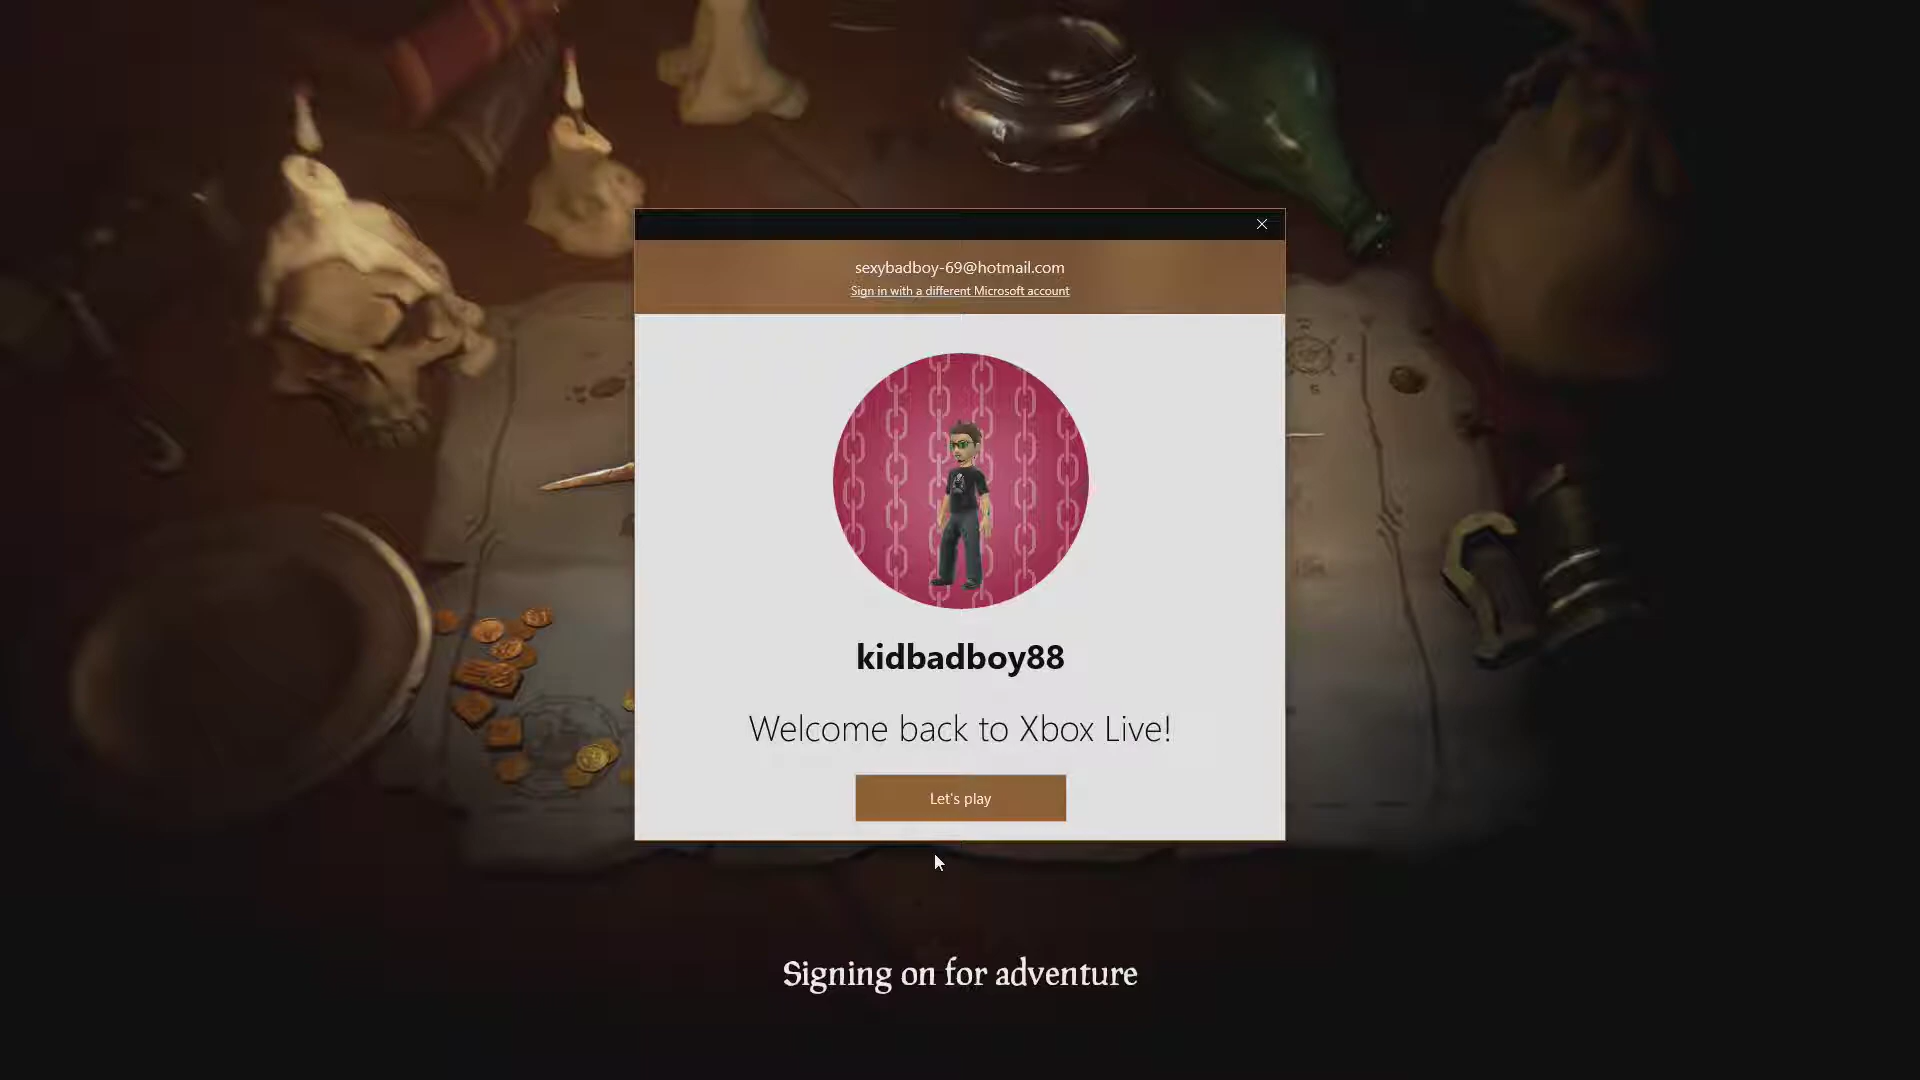 sexybadboy-69@hotmail.com
Sign in with a different Microsoft account
kidbadboy88
Welcome back to Xbox Live!
Let's play
Signing on for adventure